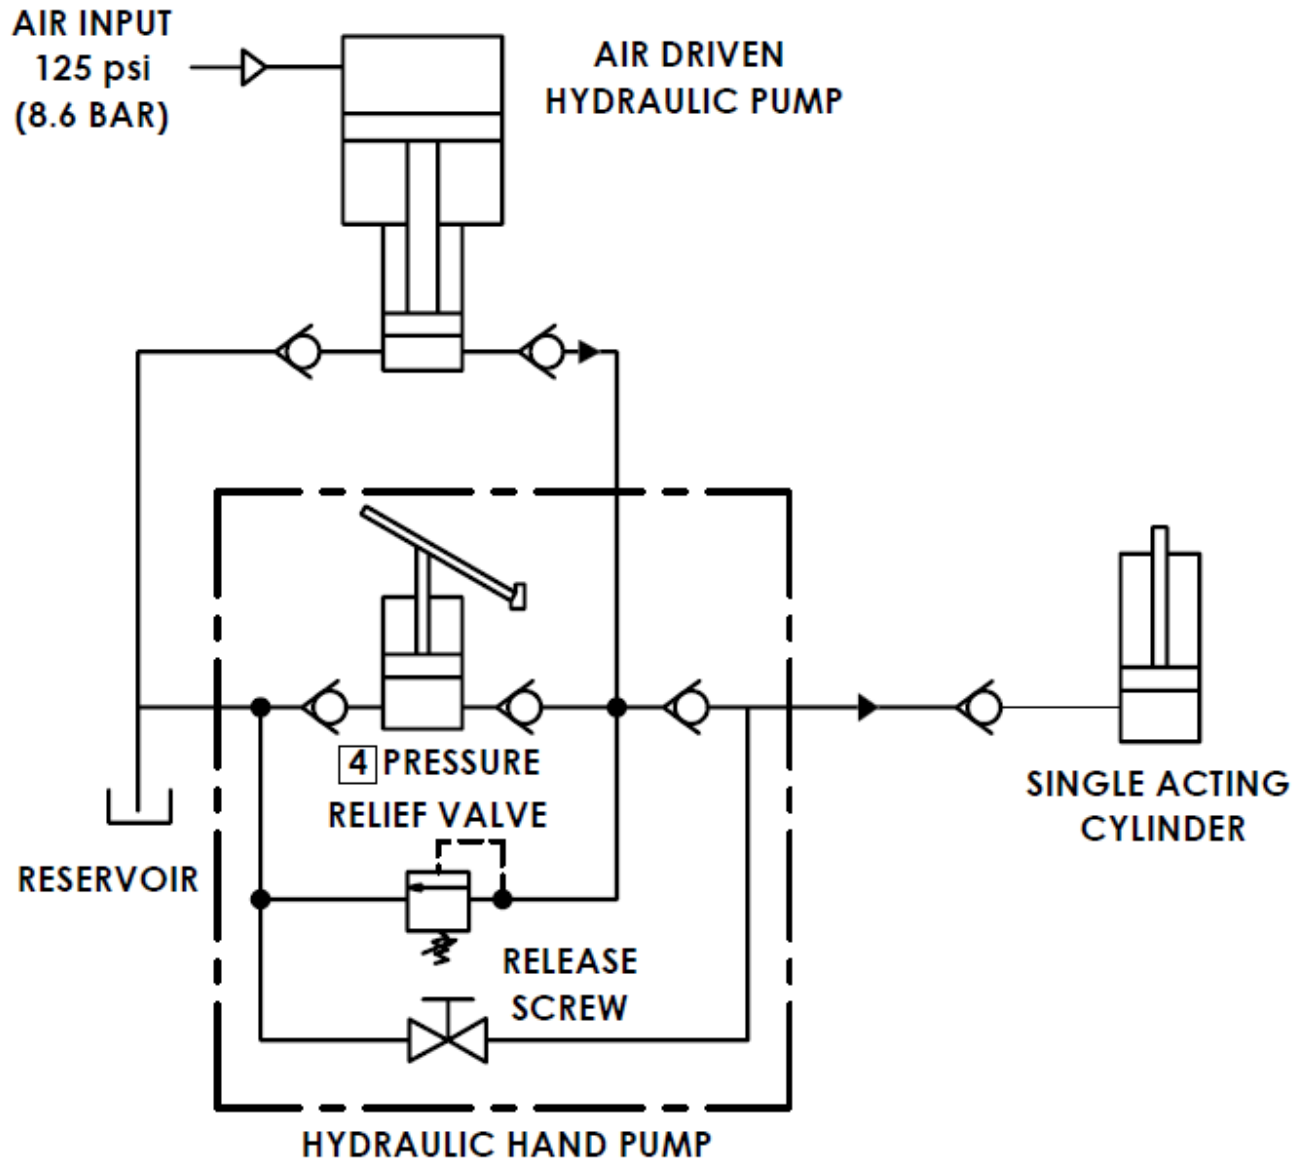 AIR INPUT
125 psi
(8.6 BAR)
AIR DRIVEN
HYDRAULIC PUMP
4 PRESSURE
RELIEF VALVE
SINGLE ACTING
CYLINDER
RESERVOIR
RELEASE
SCREW
HYDRAULIC HAND PUMP